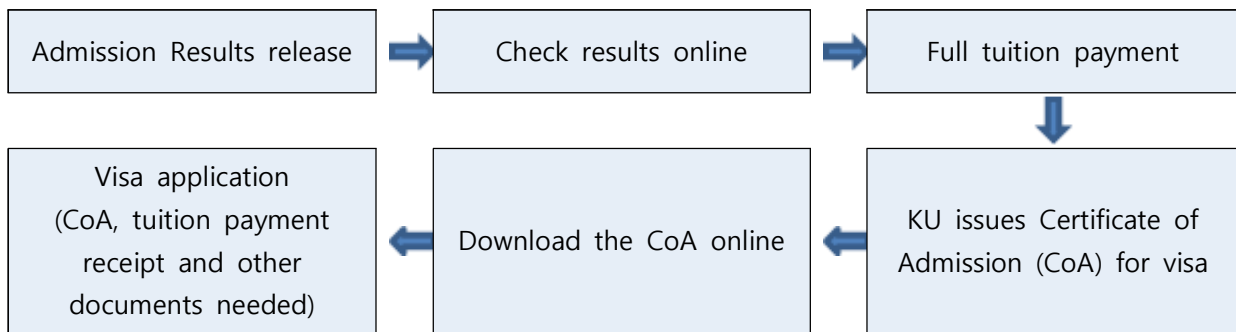 Admission Results release
Check results online
Full tuition payment
KU issues Certificate of
Admission (CoA) for visa
Download the CoA online
Visa application
(CoA, tuition payment
receipt and other
documents needed)